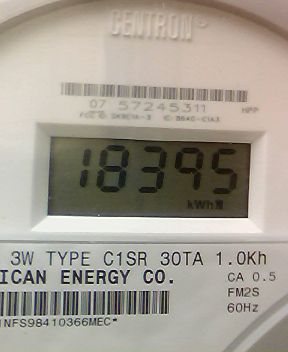 CENTRON
07 57245311 HPP
18395
kWh
3W TYPE C1SR 30TA 1.0Kh
ICAN ENERGY CO. CA 0.5
FM2S
NFS98410366MEC* 60Hz